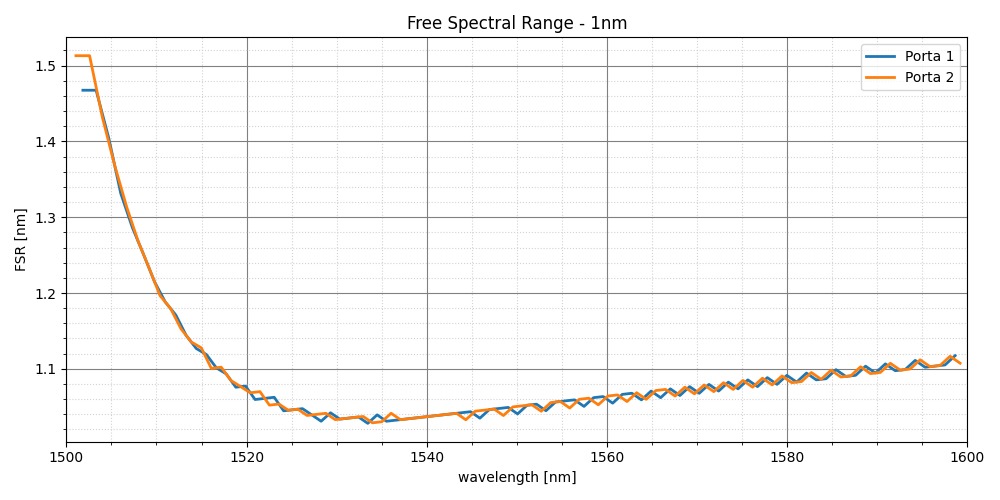 Free Spectral Range - 1nm
Porta 1
Porta 2
FSR [nm]
1.5
1.4
1.3
1.2
1.1
1500
1520
1540
1560
1580
1600
wavelength [nm]